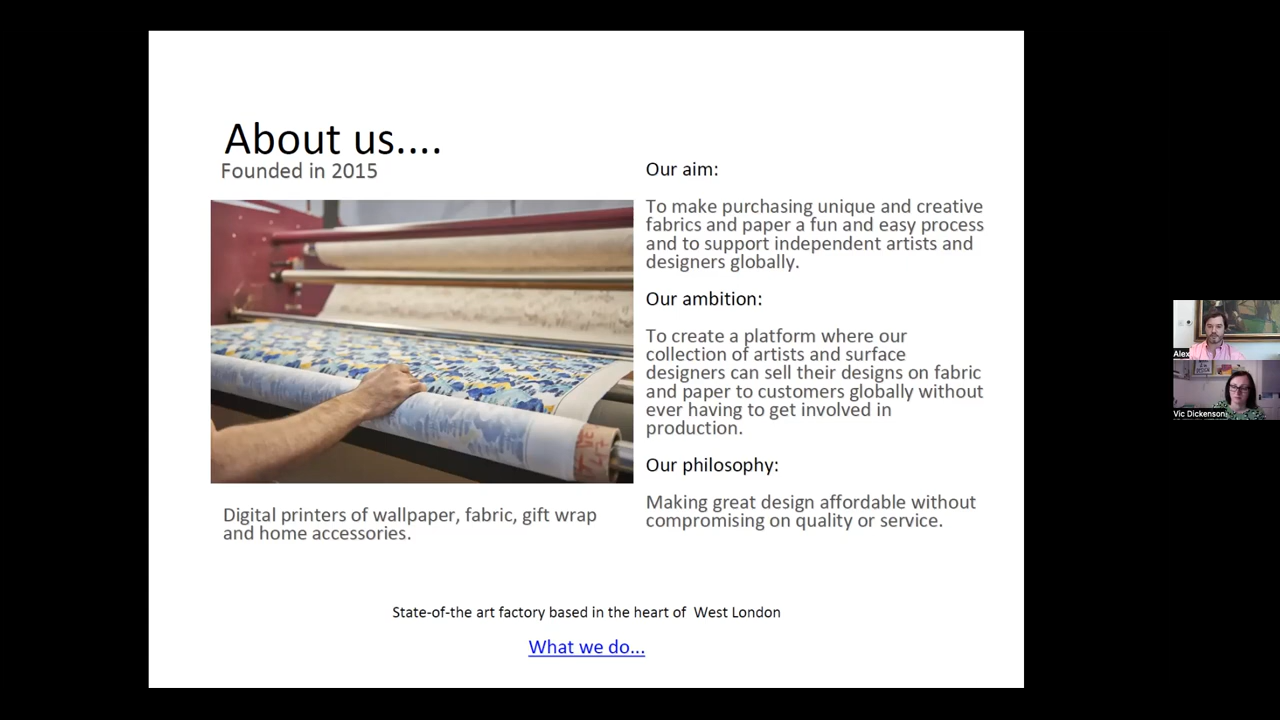 About us....
Founded in 2015
Digital printers of wallpaper, fabric, gift wrap
and home accessories.
Our aim:
To make purchasing unique and creative
fabrics and paper a fun and easy process
and to support independent artists and
designers globally.
Our ambition:
To create a platform where our
collection of artists and surface
designers can sell their designs on fabric
and paper to customers globally without
ever having to get involved in
production.
Our philosophy:
Making great design affordable without
compromising on quality or service.
State-of-the art factory based in the heart of  West London
What we do...
Alex
Vic Dickenson